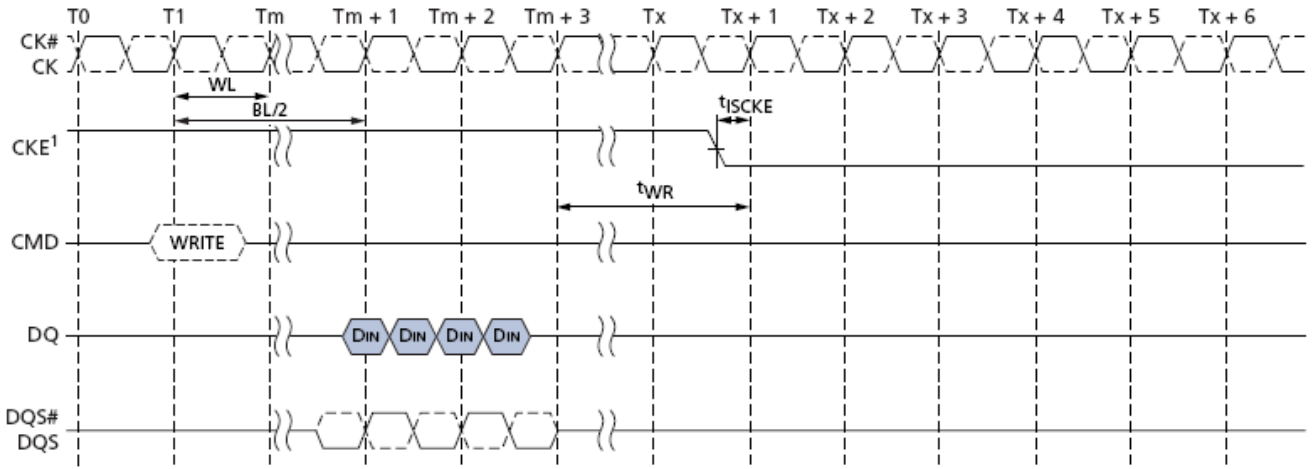 T0 T1 Tm Tm + 1 Tm + 2 Tm + 3 Tx Tx + 1 Tx + 2 Tx + 3 Tx + 4 Tx + 5 Tx + 6
CK#
CK
WL
BL/2
tISCKE
CKE1
tWR
CMD WRITE
DQ DIN DIN DIN DIN
DQS#
DQS